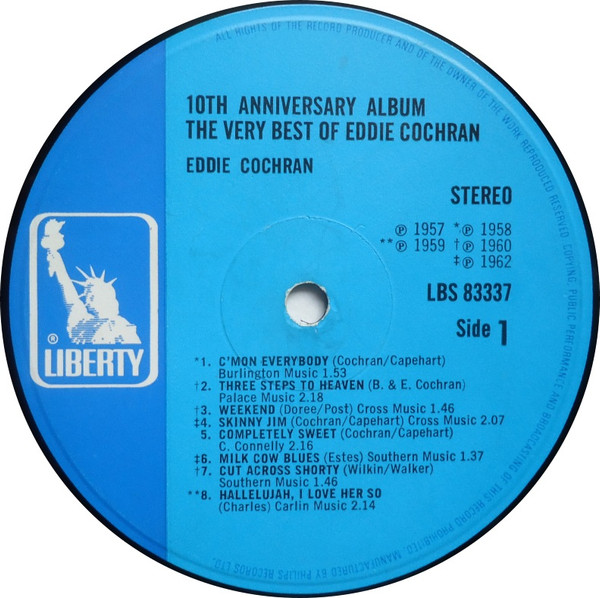 ALL RIGHTS OF THE RECORD PRODUCER AND OF THE OWNER OF THE WORK REPRODUCED RESERVED. COPYING, PUBLIC PERFORMANCE AND BROADCASTING OF THIS RECORD PROHIBITED. MANUFACTURED BY PHILIPS RECORDS LTD.
10TH ANNIVERSARY ALBUM
THE VERY BEST OF EDDIE COCHRAN
EDDIE COCHRAN
STEREO
℗ 1957 *℗ 1958
**℗ 1959 †℗ 1960
‡℗ 1962
LBS 83337
Side 1
® LIBERTY
*1. C'MON EVERYBODY (Cochran/Capehart)
Burlington Music 1.53
†2. THREE STEPS TO HEAVEN (B. & E. Cochran)
Palace Music 2.18
†3. WEEKEND (Doree/Post) Cross Music 1.46
‡4. SKINNY JIM (Cochran/Capehart) Cross Music 2.07
5. COMPLETELY SWEET (Cochran/Capehart)
C. Connelly 2.16
‡6. MILK COW BLUES (Estes) Southern Music 1.37
†7. CUT ACROSS SHORTY (Wilkin/Walker)
Southern Music 1.46
**8. HALLELUJAH, I LOVE HER SO
(Charles) Carlin Music 2.14